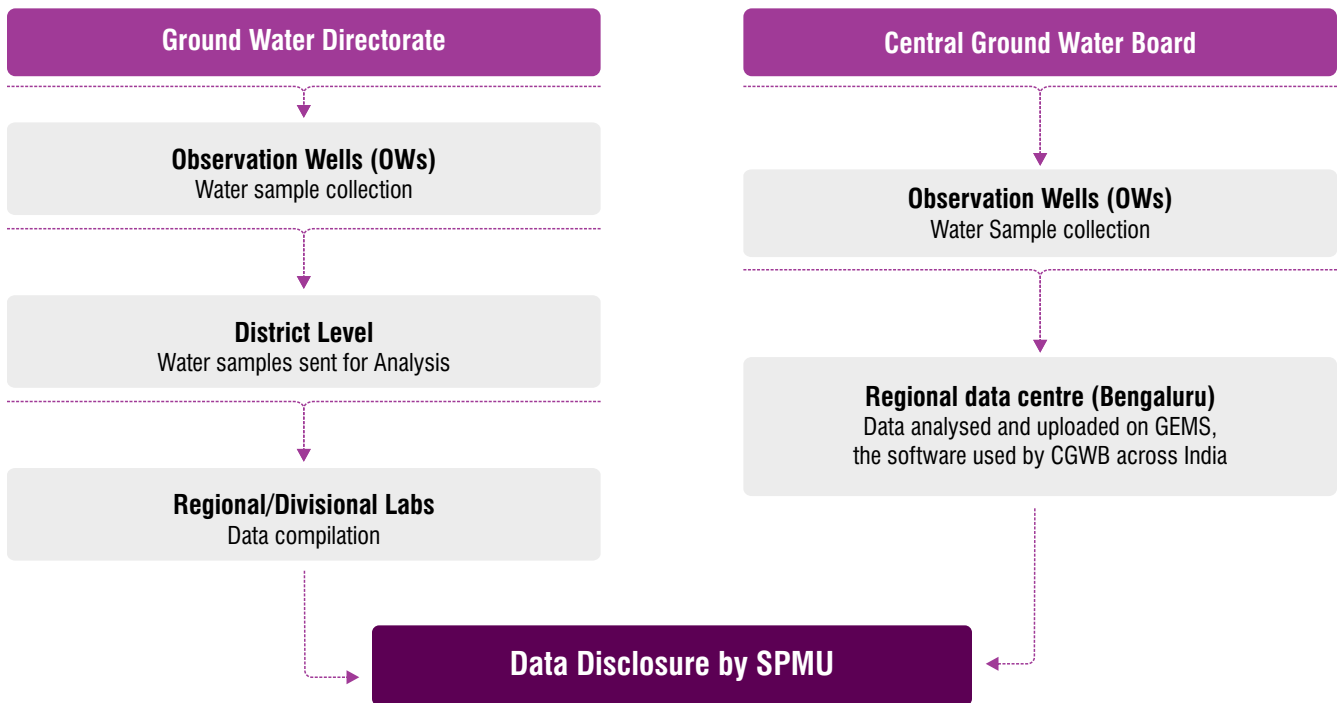 Ground Water Directorate
Observation Wells (OWs)
Water sample collection
District Level
Water samples sent for Analysis
Regional/Divisional Labs
Data compilation
Central Ground Water Board
Observation Wells (OWs)
Water Sample collection
Regional data centre (Bengaluru)
Data analysed and uploaded on GEMS,
the software used by CGWB across India
Data Disclosure by SPMU